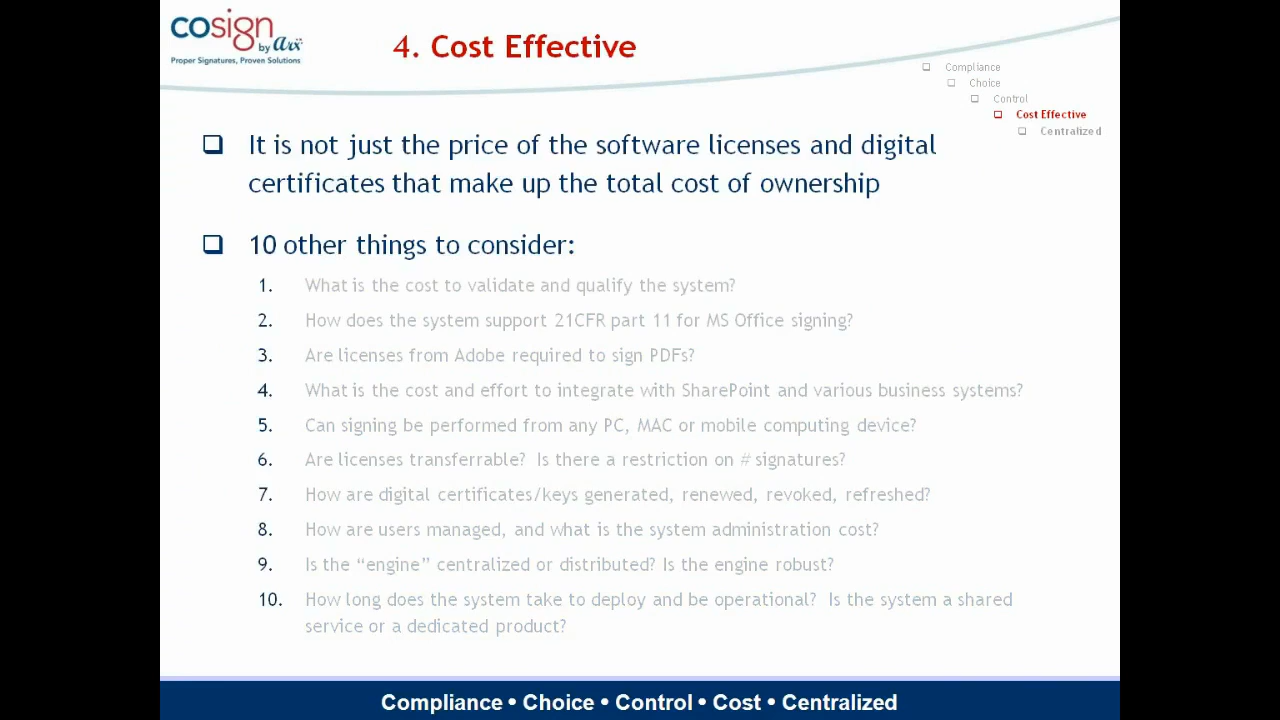 cosign
by arx
Proper Signatures, Proven Solutions
4. Cost Effective
Compliance
Choice
Control
Cost Effective
Centralized
It is not just the price of the software licenses and digital
certificates that make up the total cost of ownership
10 other things to consider:
1. What is the cost to validate and qualify the system?
2. How does the system support 21CFR part 11 for MS Office signing?
3. Are licenses from Adobe required to sign PDFs?
4. What is the cost and effort to integrate with SharePoint and various business systems?
5. Can signing be performed from any PC, MAC or mobile computing device?
6. Are licenses transferrable? Is there a restriction on # signatures?
7. How are digital certificates/keys generated, renewed, revoked, refreshed?
8. How are users managed, and what is the system administration cost?
9. Is the “engine” centralized or distributed? Is the engine robust?
10. How long does the system take to deploy and be operational? Is the system a shared
service or a dedicated product?
Compliance • Choice • Control • Cost • Centralized